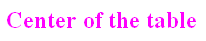 Center of the table